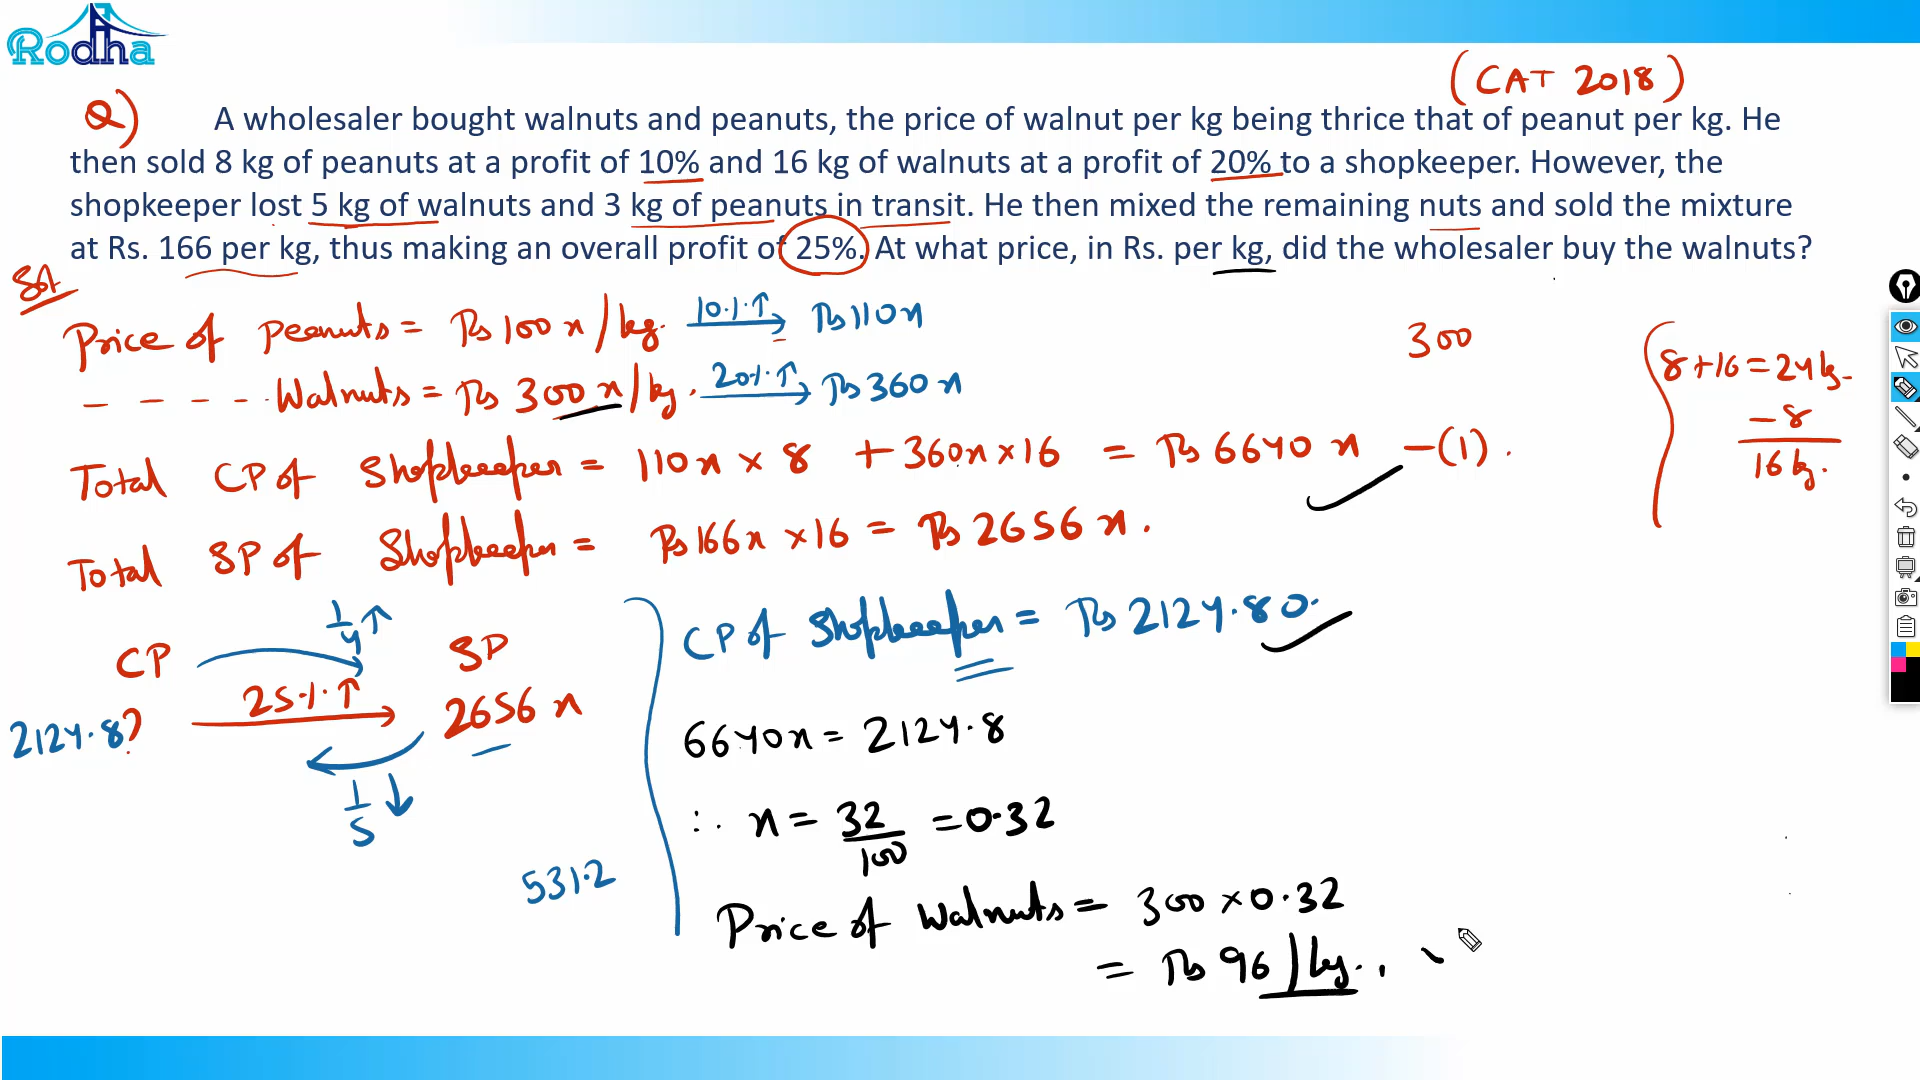 Rodha
(CAT 2018)
Q) A wholesaler bought walnuts and peanuts, the price of walnut per kg being thrice that of peanut per kg. He
then sold 8 kg of peanuts at a profit of 10% and 16 kg of walnuts at a profit of 20% to a shopkeeper. However, the
shopkeeper lost 5 kg of walnuts and 3 kg of peanuts in transit. He then mixed the remaining nuts and sold the mixture
at Rs. 166 per kg, thus making an overall profit of 25%. At what price, in Rs. per kg, did the wholesaler buy the walnuts?
Price of Peanuts = Rs 100 x/kg. 10%↑ Rs 110x
- - - - - Walnuts = Rs 300 x/kg. 20%↑ Rs 360 x
300
8 + 16 = 24 kg.
- 8
16 kg.
Total CP of Shopkeeper = 110x × 8 + 360x × 16 = Rs 6640 x - (1).
Total SP of Shopkeeper = Rs 166x × 16 = Rs 2656 x.
CP 1/4 ↑ SP
2124.8? 25%↑ 2656 x
1/5 ↓
531.2
CP of Shopkeeper = Rs 2124.80.
6640x = 2124.8
∴ x = 32/100 = 0.32
Price of Walnuts = 300 × 0.32
= Rs 96/kg.